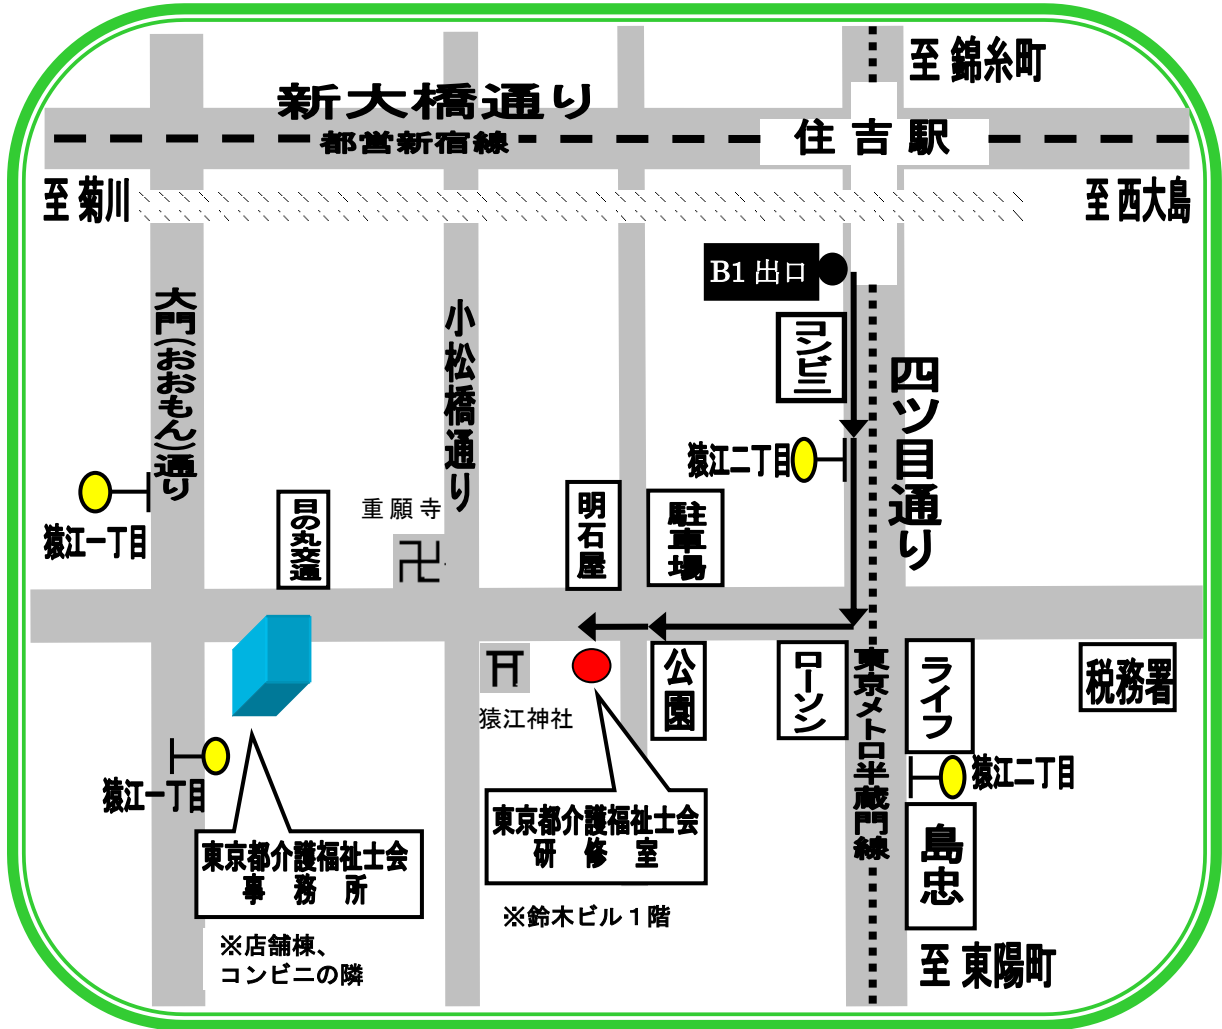 至 錦糸町
新大橋通り
都営新宿線
住 吉 駅
至 菊川
至 西大島
B1 出口
コンビニ
大門(おおもん)通り
小松橋通り
四ツ目通り
猿江二丁目
猿江一丁目
日の丸交通
重 願 寺
卍
明石屋
駐車場
公園
ローソン
東京メトロ半蔵門線
ライフ
税務署
猿江神社
猿江一丁目
猿江二丁目
東京都介護福祉士会
研 修 室
※鈴木ビル1階
東京都介護福祉士会
事 務 所
※店舗棟、
コンビニの隣
島忠
至 東陽町